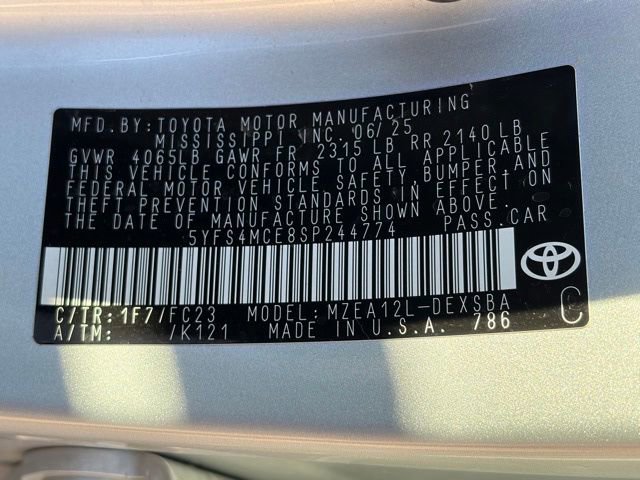 MFD. BY: TOYOTA MOTOR MANUFACTURING
MISSISSIPPI, INC. 06/25
GVWR 4065LB GAWR FR 2315 LB RR 2140 LB
THIS VEHICLE CONFORMS TO ALL APPLICABLE
FEDERAL MOTOR VEHICLE SAFETY, BUMPER, AND
THEFT PREVENTION STANDARDS IN EFFECT ON
THE DATE OF MANUFACTURE SHOWN ABOVE.
5YFS4MCE8SP244774 PASS. CAR
C/TR: 1F7/FC23 MODEL: MZEA12L-DEXSBA
A/TM: /K121 MADE IN U.S.A. 786 C